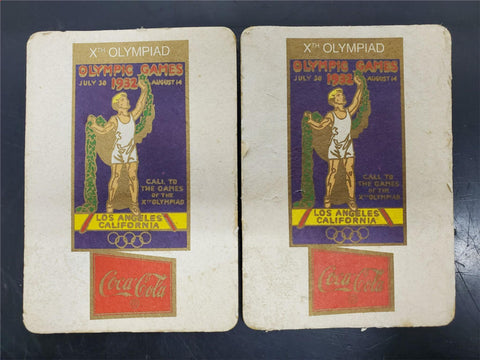 Xᵀᴴ OLYMPIAD
OLYMPIC GAMES
JULY 30 1932 AUGUST 14
CALL TO
THE GAMES
OF THE
Xᵀᴴ OLYMPIAD
LOS ANGELES
CALIFORNIA
Coca-Cola
Xᵀᴴ OLYMPIAD
OLYMPIC GAMES
JULY 30 1932 AUGUST 14
CALL TO
THE GAMES
OF THE
Xᵀᴴ OLYMPIAD
LOS ANGELES
CALIFORNIA
Coca-Cola